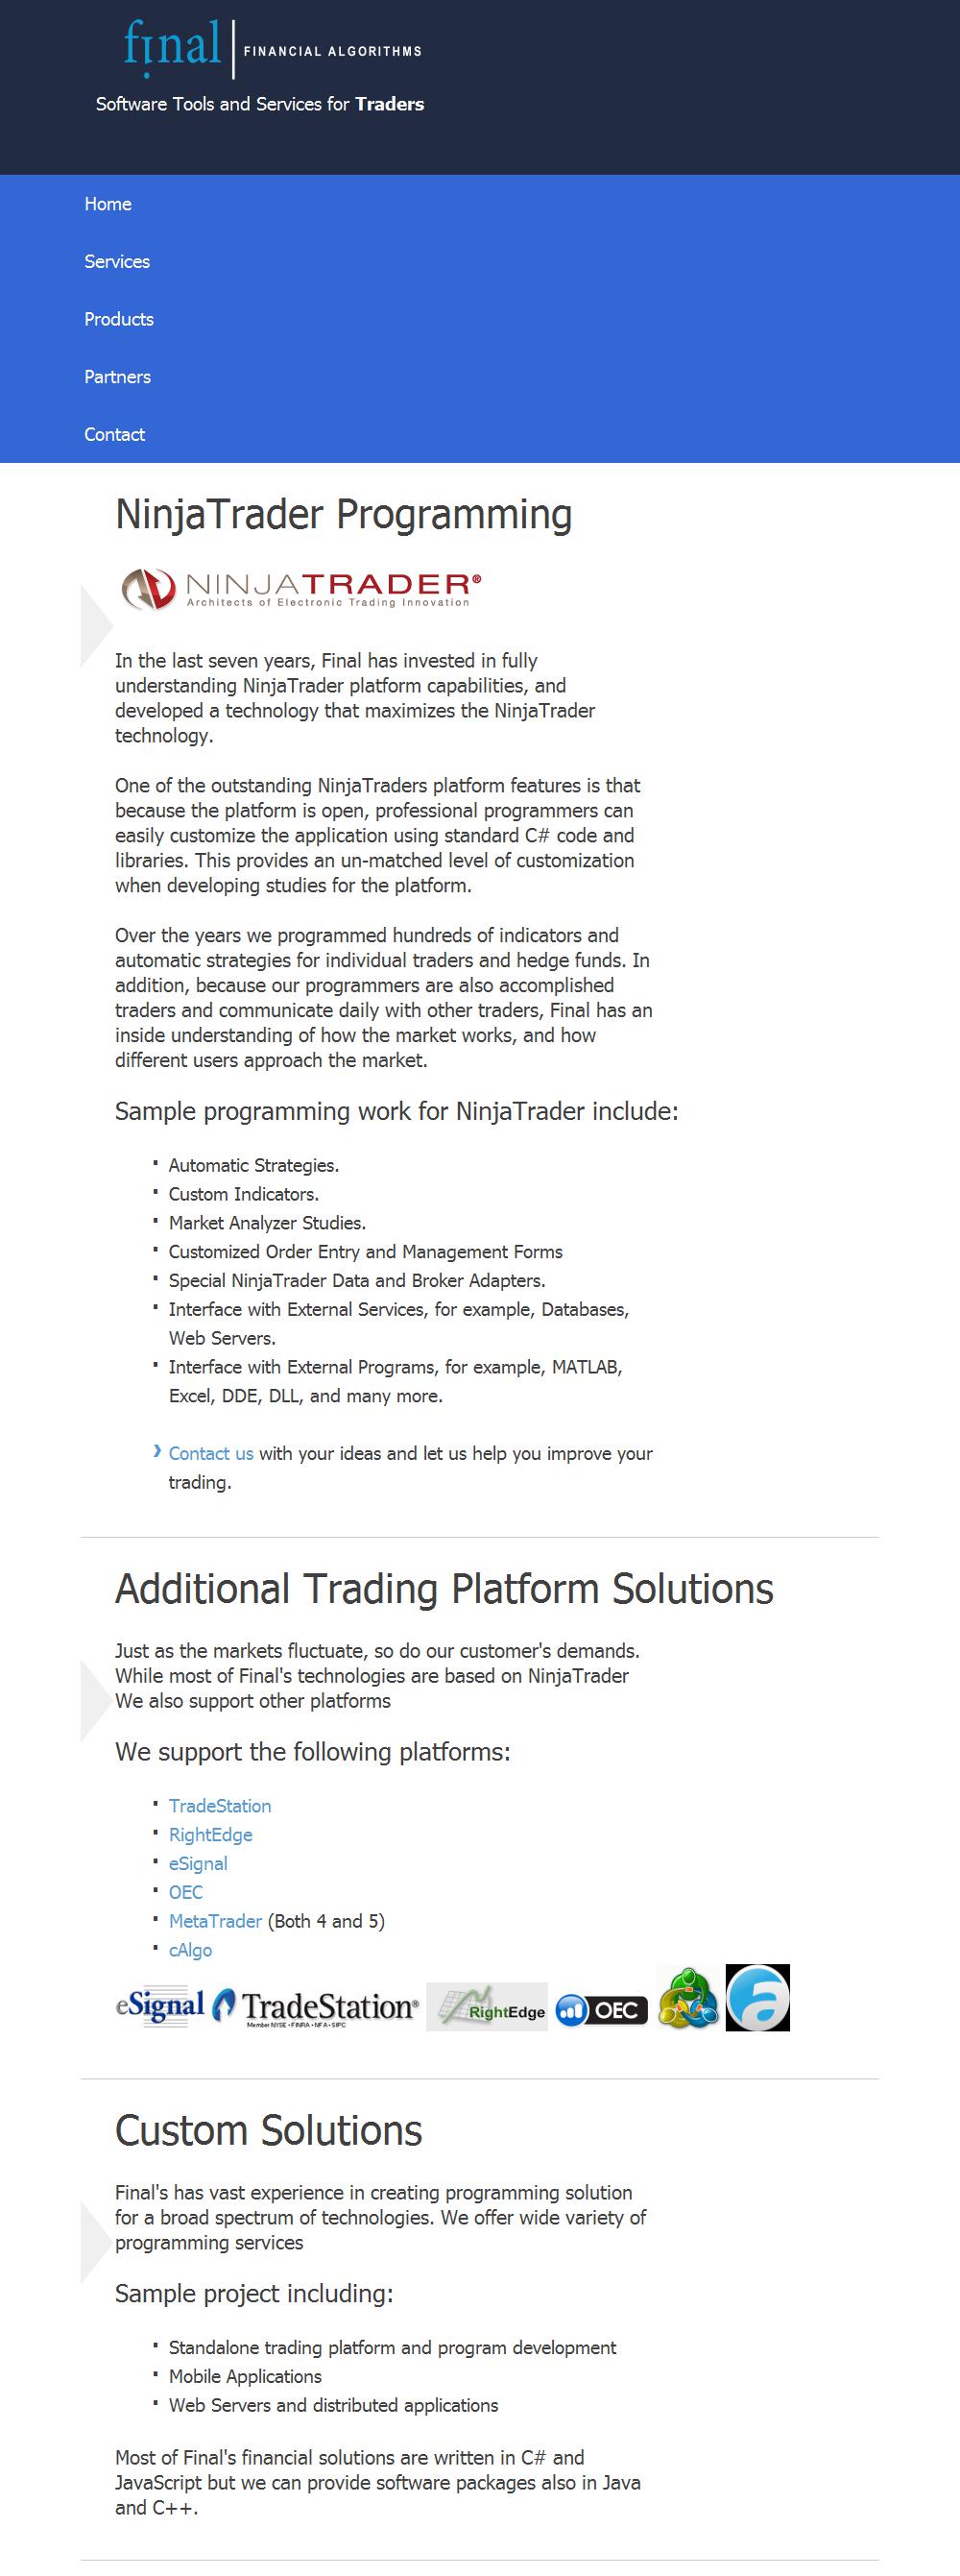 final | FINANCIAL ALGORITHMS
Software Tools and Services for Traders
Home
Services
Products
Partners
Contact
NinjaTrader Programming
NINJATRADER®
Architects of Electronic Trading Innovation
In the last seven years, Final has invested in fully
understanding NinjaTrader platform capabilities, and
developed a technology that maximizes the NinjaTrader
technology.
One of the outstanding NinjaTraders platform features is that
because the platform is open, professional programmers can
easily customize the application using standard C# code and
libraries. This provides an un-matched level of customization
when developing studies for the platform.
Over the years we programmed hundreds of indicators and
automatic strategies for individual traders and hedge funds. In
addition, because our programmers are also accomplished
traders and communicate daily with other traders, Final has an
inside understanding of how the market works, and how
different users approach the market.
Sample programming work for NinjaTrader include:
Automatic Strategies.
Custom Indicators.
Market Analyzer Studies.
Customized Order Entry and Management Forms
Special NinjaTrader Data and Broker Adapters.
Interface with External Services, for example, Databases,
Web Servers.
Interface with External Programs, for example, MATLAB,
Excel, DDE, DLL, and many more.
Contact us with your ideas and let us help you improve your
trading.
Additional Trading Platform Solutions
Just as the markets fluctuate, so do our customer's demands.
While most of Final's technologies are based on NinjaTrader
We also support other platforms
We support the following platforms:
TradeStation
RightEdge
eSignal
OEC
MetaTrader (Both 4 and 5)
cAlgo
eSignal TradeStation® RightEdge OEC a
Member NYSE • FINRA • NFA • SIPC
Custom Solutions
Final's has vast experience in creating programming solution
for a broad spectrum of technologies. We offer wide variety of
programming services
Sample project including:
Standalone trading platform and program development
Mobile Applications
Web Servers and distributed applications
Most of Final's financial solutions are written in C# and
JavaScript but we can provide software packages also in Java
and C++.